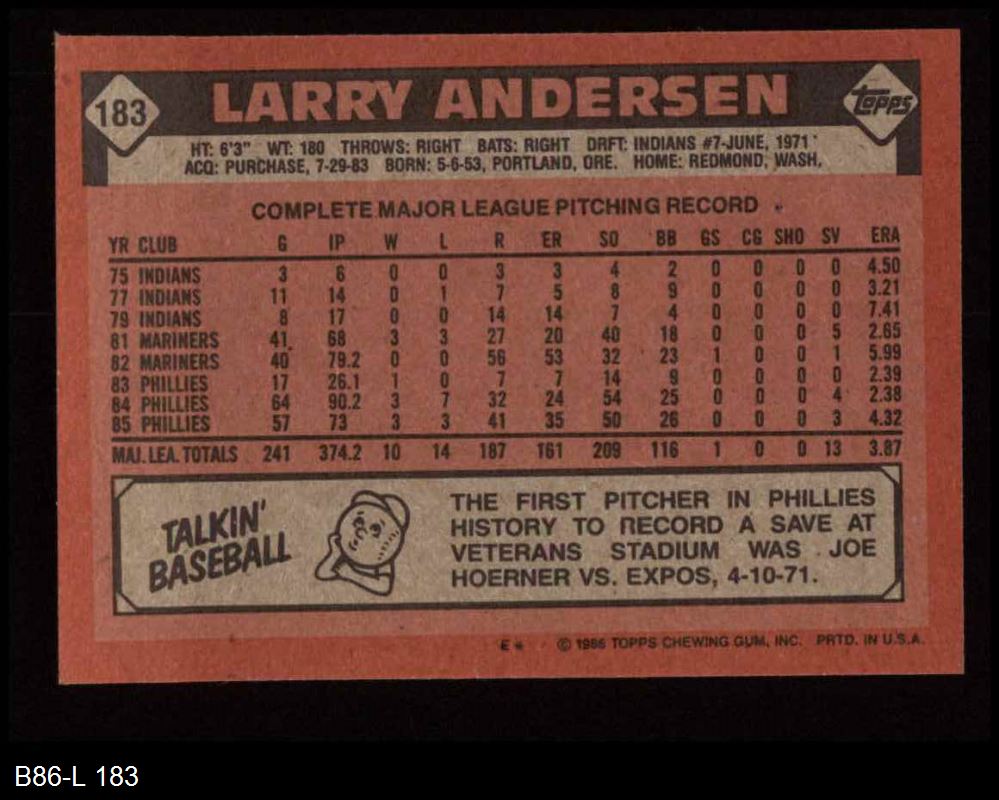 183 LARRY ANDERSEN Topps
HT: 6'3" WT: 180 THROWS: RIGHT BATS: RIGHT DRFT: INDIANS #7-JUNE, 1971
ACQ: PURCHASE, 7-29-83 BORN: 5-6-53, PORTLAND, ORE. HOME: REDMOND, WASH.
COMPLETE MAJOR LEAGUE PITCHING RECORD
YR CLUB G IP W L R ER SO BB GS CG SHO SV ERA
75 INDIANS 3 6 0 0 3 3 4 2 0 0 0 0 4.50
77 INDIANS 11 14 0 1 7 5 8 9 0 0 0 0 3.21
79 INDIANS 8 17 0 0 14 14 7 4 0 0 0 0 7.41
81 MARINERS 41 68 3 3 27 20 40 18 0 0 0 5 2.65
82 MARINERS 40 79.2 0 0 56 53 32 23 1 0 0 1 5.99
83 PHILLIES 17 26.1 1 0 7 7 14 9 0 0 0 0 2.39
84 PHILLIES 64 90.2 3 7 32 24 54 25 0 0 0 4 2.38
85 PHILLIES 57 73 3 3 41 35 50 26 0 0 0 3 4.32
MAJ. LEA. TOTALS 241 374.2 10 14 187 161 209 116 1 0 0 13 3.87
TALKIN'
BASEBALL
THE FIRST PITCHER IN PHILLIES
HISTORY TO RECORD A SAVE AT
VETERANS STADIUM WAS JOE
HOERNER VS. EXPOS, 4-10-71.
E* © 1986 TOPPS CHEWING GUM, INC. PRTD. IN U.S.A.
B86-L 183